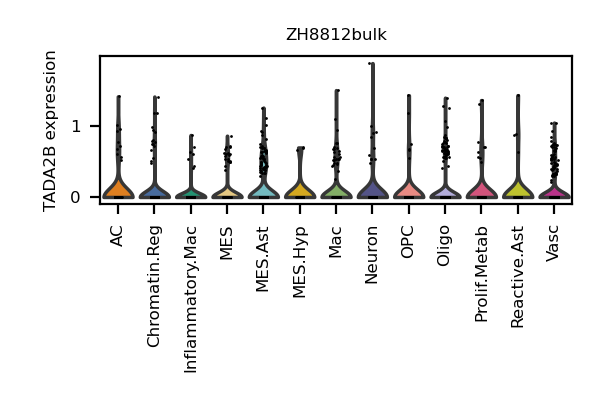 ZH8812bulk
TADA2B expression
1
0
AC
Chromatin.Reg
Inflammatory.Mac
MES
MES.Ast
MES.Hyp
Mac
Neuron
OPC
Oligo
Prolif.Metab
Reactive.Ast
Vasc